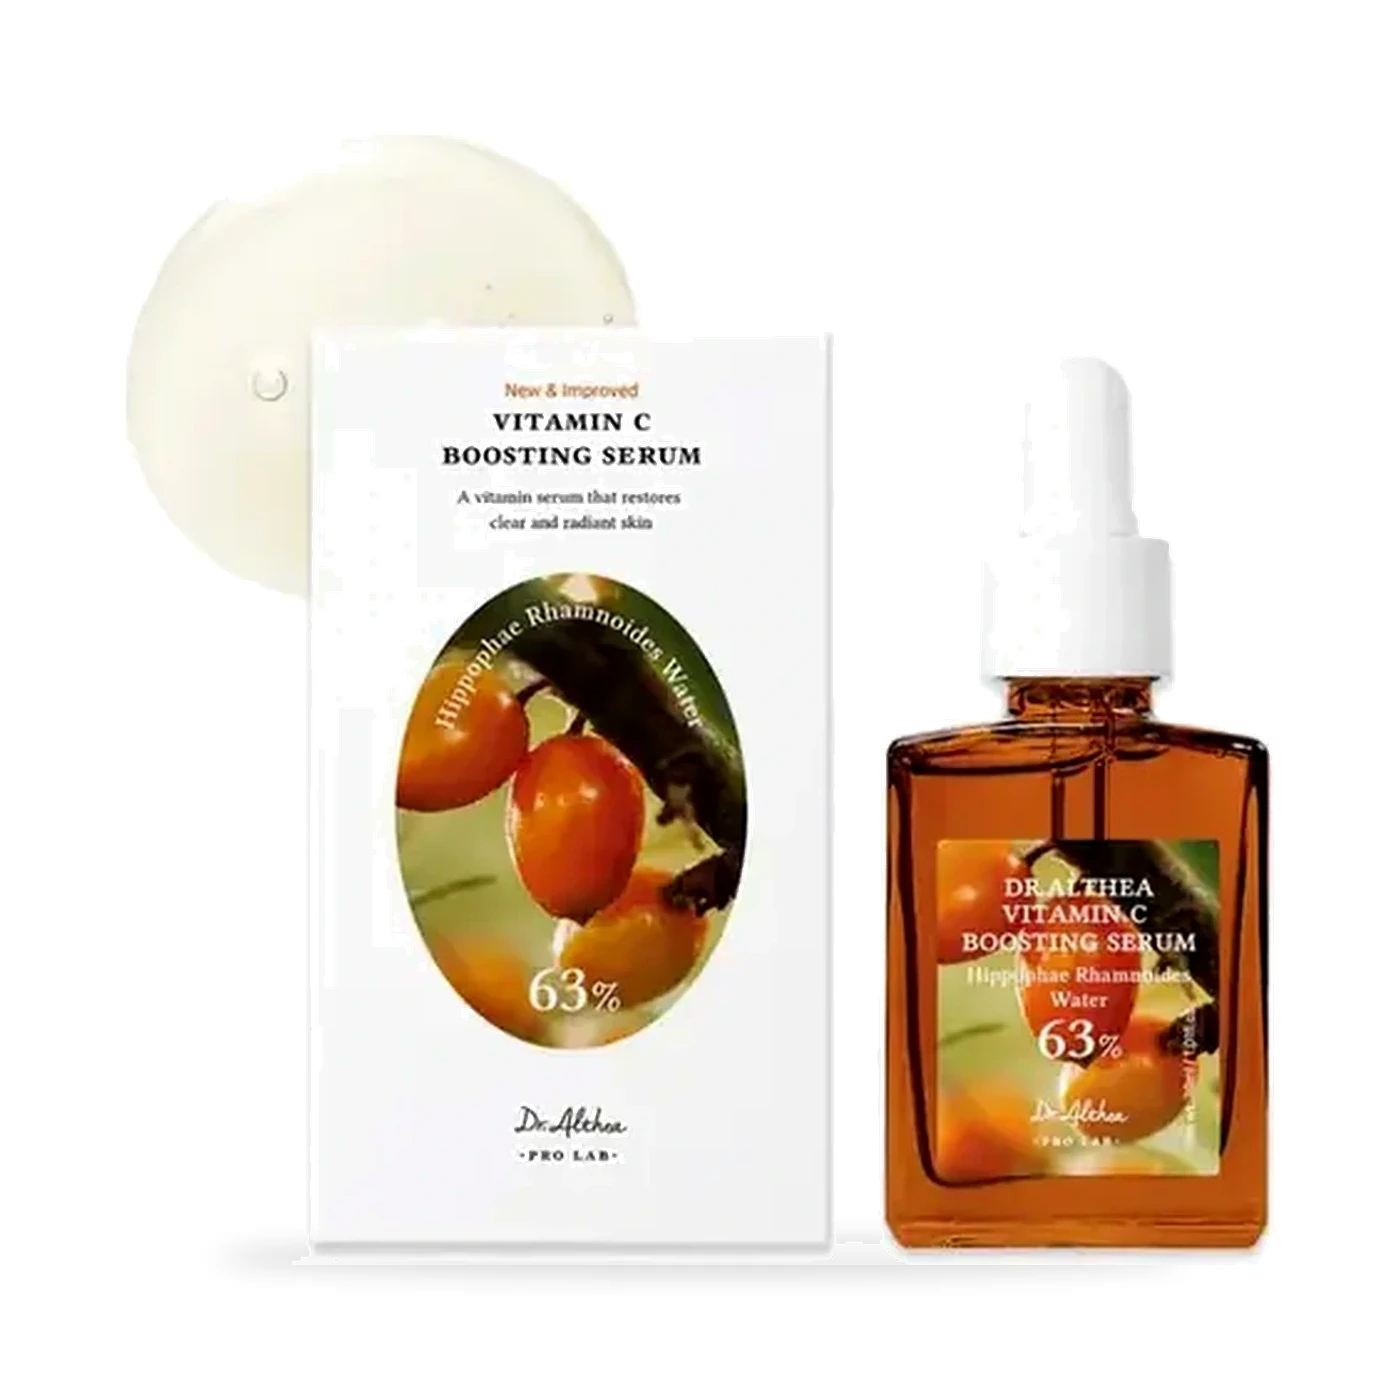 New & Improved
VITAMIN C
BOOSTING SERUM
A vitamin serum that restores
clear and radiant skin
Hippophae Rhamnoides Water
63%
Dr.Althea
·PRO LAB·
DR.ALTHEA
VITAMIN C
BOOSTING SERUM
Hippophae Rhamnoides
Water
63%
Dr.Althea
·PRO LAB·